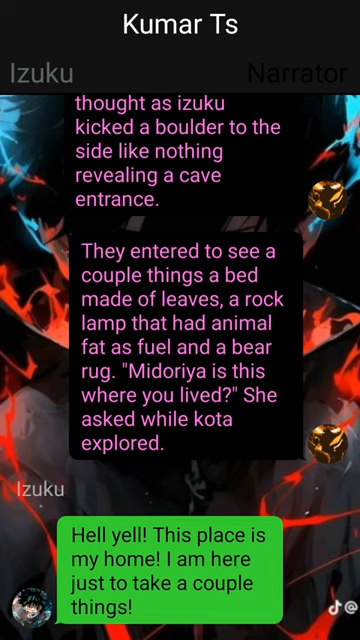 Kumar Ts
Izuku
Narrator
thought as izuku
kicked a boulder to the
side like nothing
revealing a cave
entrance.
They entered to see a
couple things a bed
made of leaves, a rock
lamp that had animal
fat as fuel and a bear
rug. "Midoriya is this
where you lived?" She
asked while kota
explored.
Izuku
Hell yell! This place is
my home! I am here
just to take a couple
things!
@